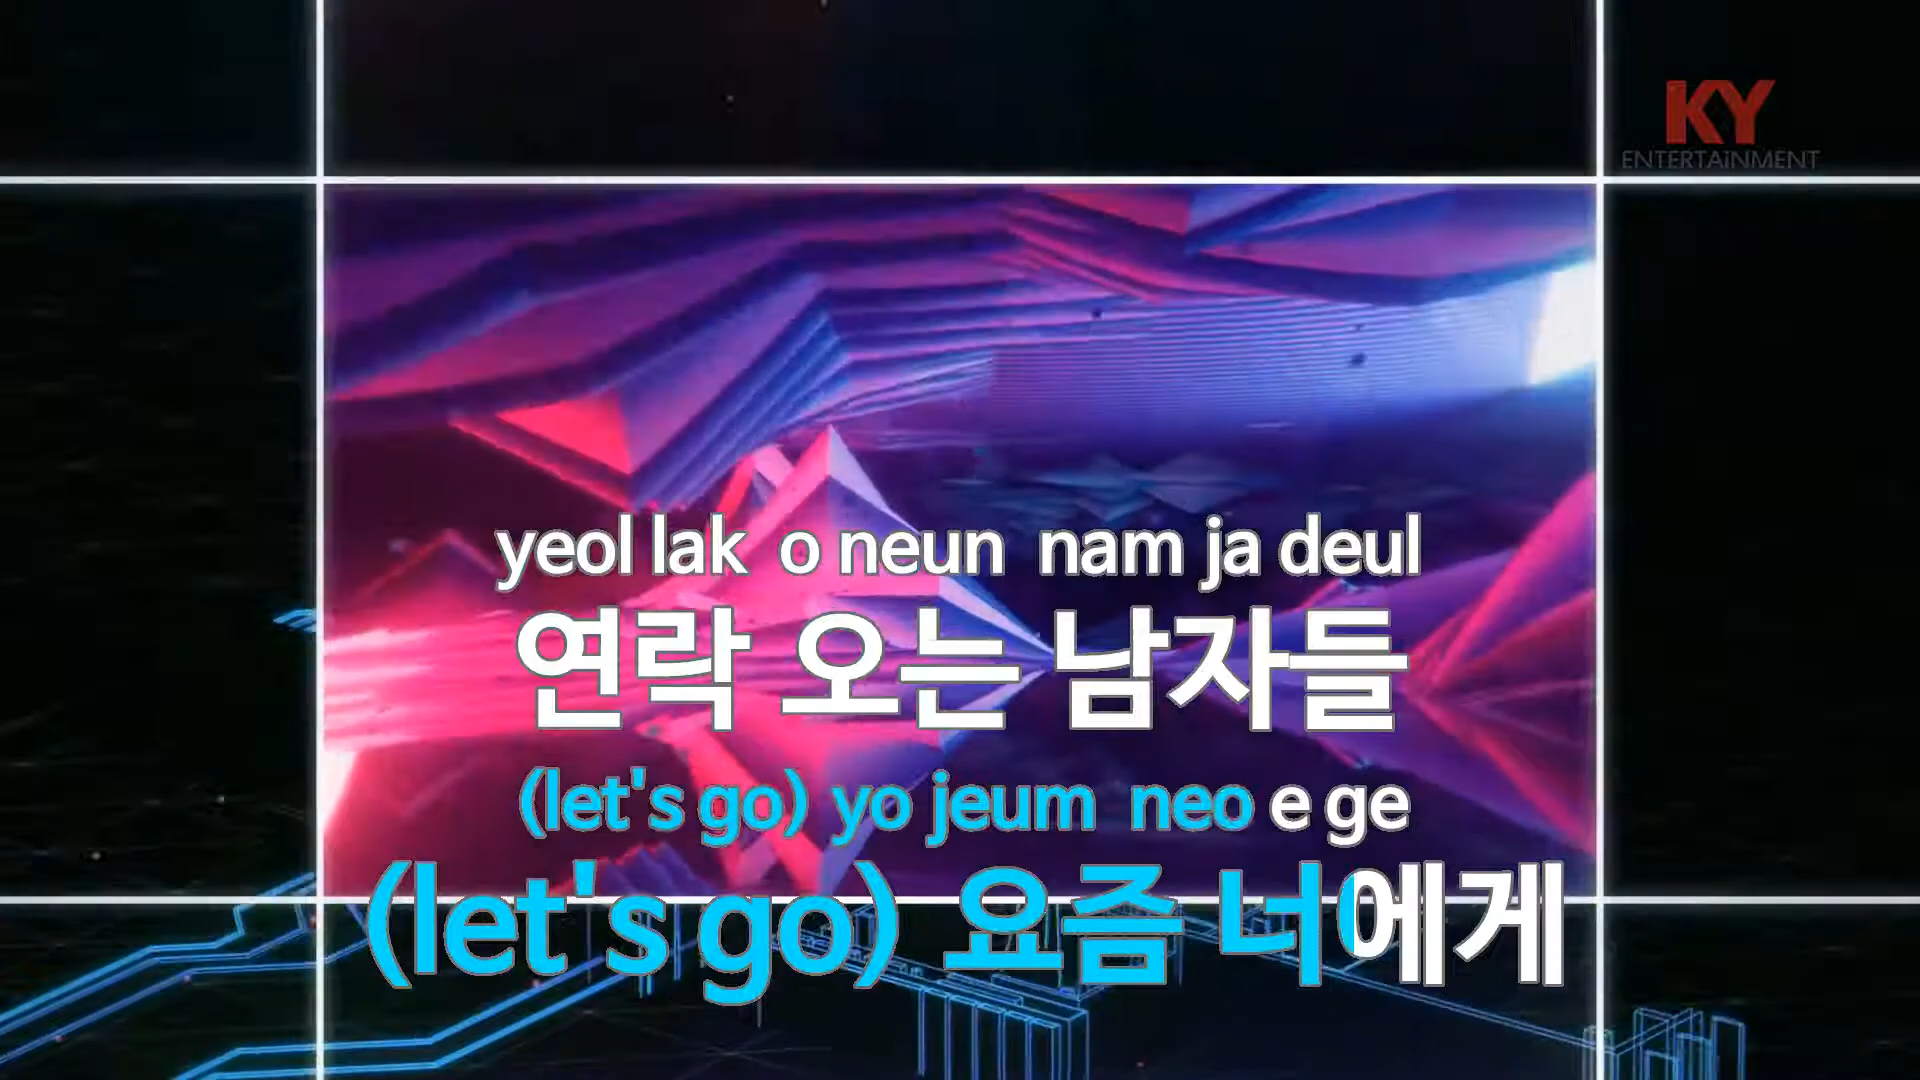 KY
ENTERTAiNMENT
yeol lak o neun nam ja deul
연락 오는 남자들
(let's go) yo jeum neo e ge
(let's go) 요즘 너에게